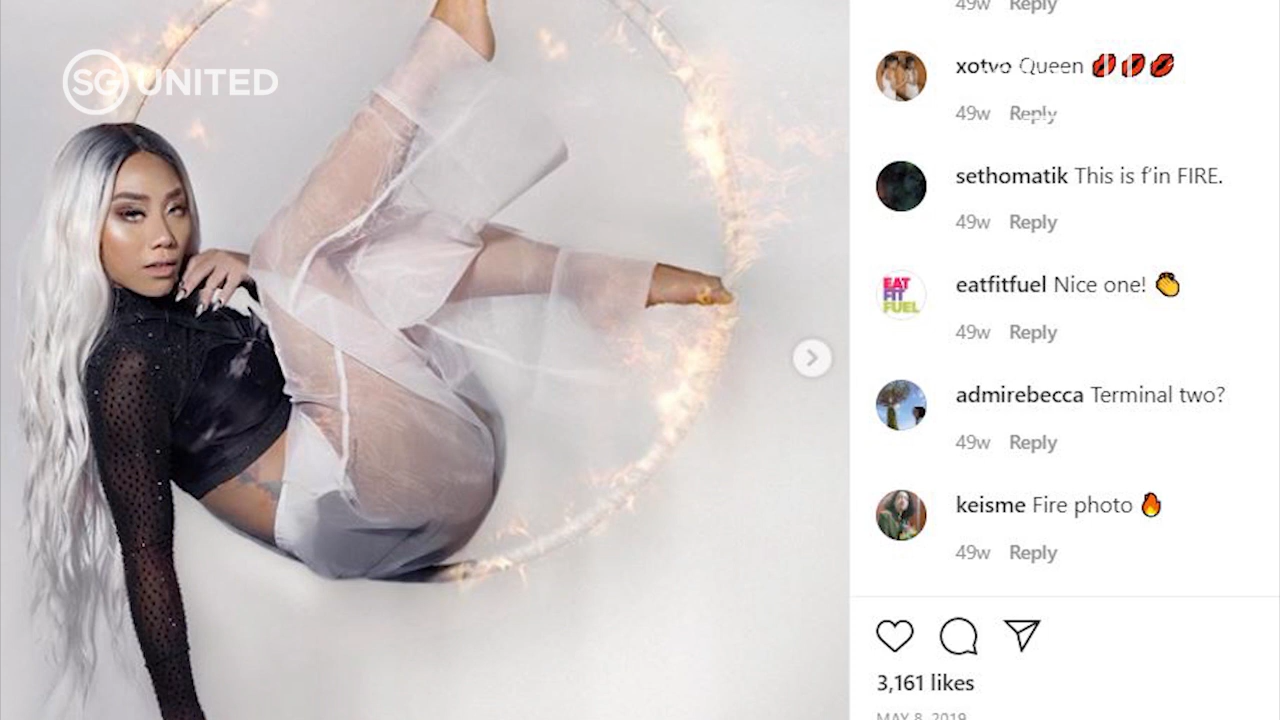 SG UNITED
49w Reply
xotvo Queen 💋💋💋
49w Reply
sethomatik This is f'in FIRE.
49w Reply
EAT
FIT
FUEL
eatfitfuel Nice one! 👏
49w Reply
admirebecca Terminal two?
49w Reply
keisme Fire photo 🔥
49w Reply
3,161 likes
MAY 8, 2019